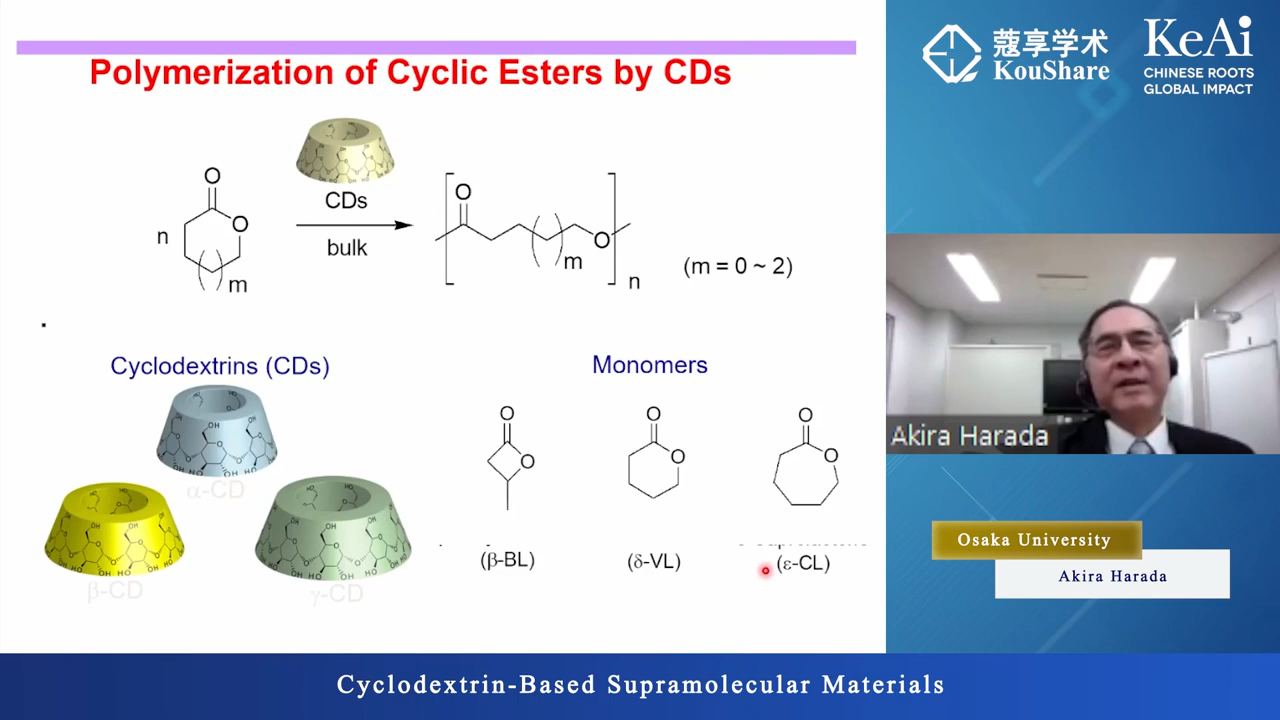 Polymerization of Cyclic Esters by CDs
O
O
n
m
CDs
bulk
O
O
m
n
(m = 0 ~ 2)
Cyclodextrins (CDs)
α-CD
β-CD
γ-CD
Monomers
O
O
(β-BL)
O
O
(δ-VL)
O
O
(ε-CL)
蔻享学术
KouShare
KeAi
CHINESE ROOTS
GLOBAL IMPACT
Akira Harada
Osaka University
Akira Harada
Cyclodextrin-Based Supramolecular Materials